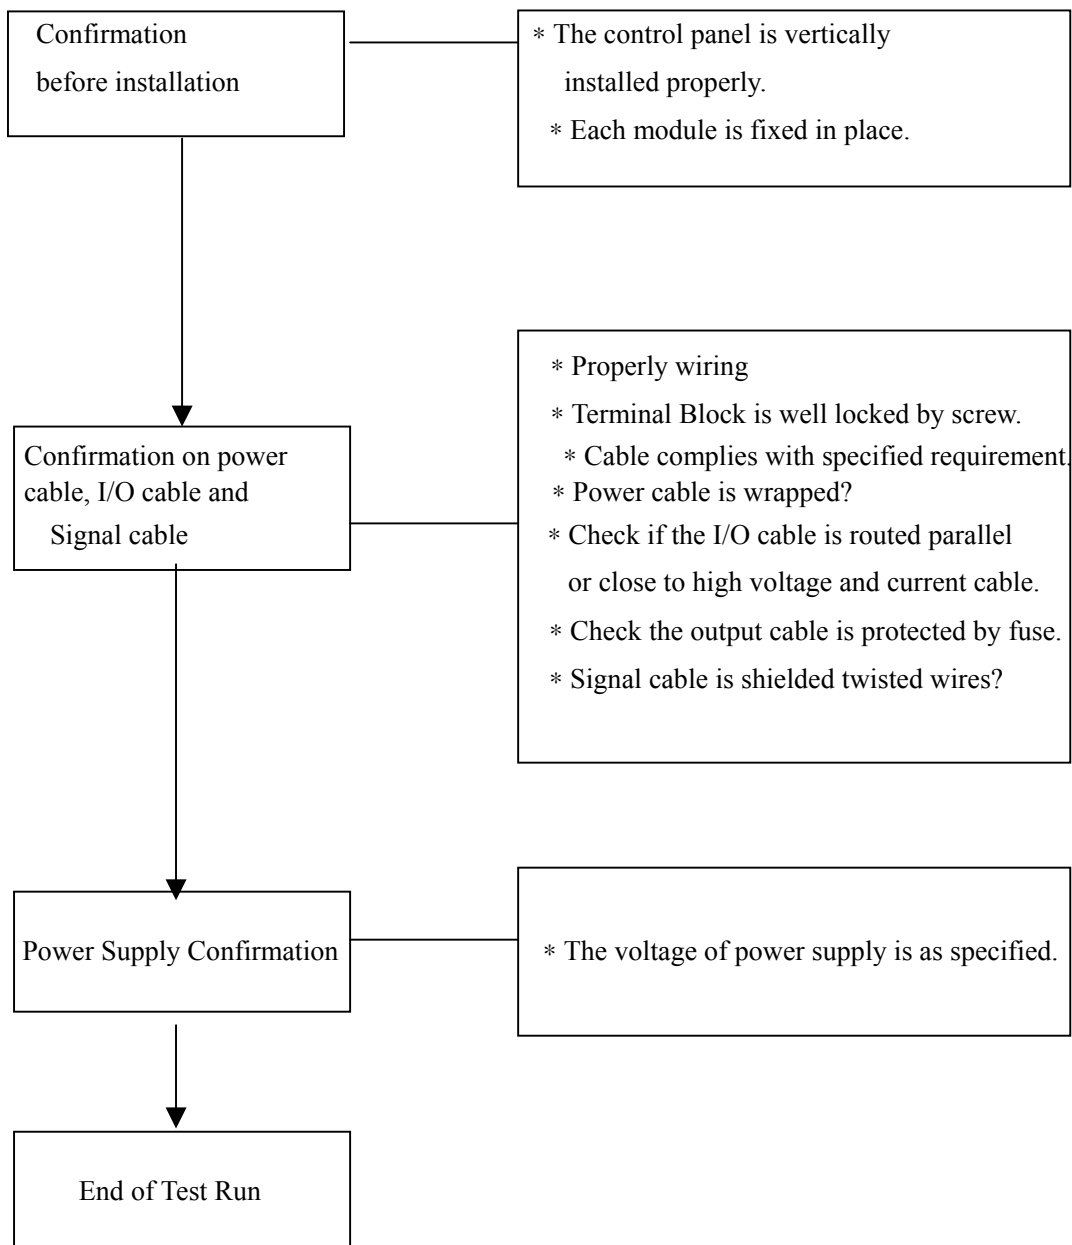 Confirmation
before installation
* The control panel is vertically
installed properly.
* Each module is fixed in place.
Confirmation on power
cable, I/O cable and
Signal cable
* Properly wiring
* Terminal Block is well locked by screw.
* Cable complies with specified requirement.
* Power cable is wrapped?
* Check if the I/O cable is routed parallel
or close to high voltage and current cable.
* Check the output cable is protected by fuse.
* Signal cable is shielded twisted wires?
Power Supply Confirmation
* The voltage of power supply is as specified.
End of Test Run